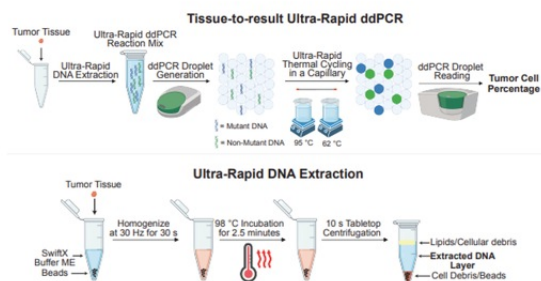 Tissue-to-result Ultra-Rapid ddPCR
Tumor Tissue
Ultra-Rapid ddPCR
Reaction Mix
Ultra-Rapid
DNA Extraction
ddPCR Droplet
Generation
Ultra-Rapid
Thermal Cycling
in a Capillary
ddPCR Droplet
Reading
Tumor Cell
Percentage
= Mutant DNA
= Non-Mutant DNA
95 °C
62 °C
Ultra-Rapid DNA Extraction
Tumor Tissue
SwiftX
Buffer ME
Beads
Homogenize
at 30 Hz for 30 s
98 °C Incubation
for 2.5 minutes
10 s Tabletop
Centrifugation
Lipids/Cellular debris
Extracted DNA
Layer
Cell Debris/Beads